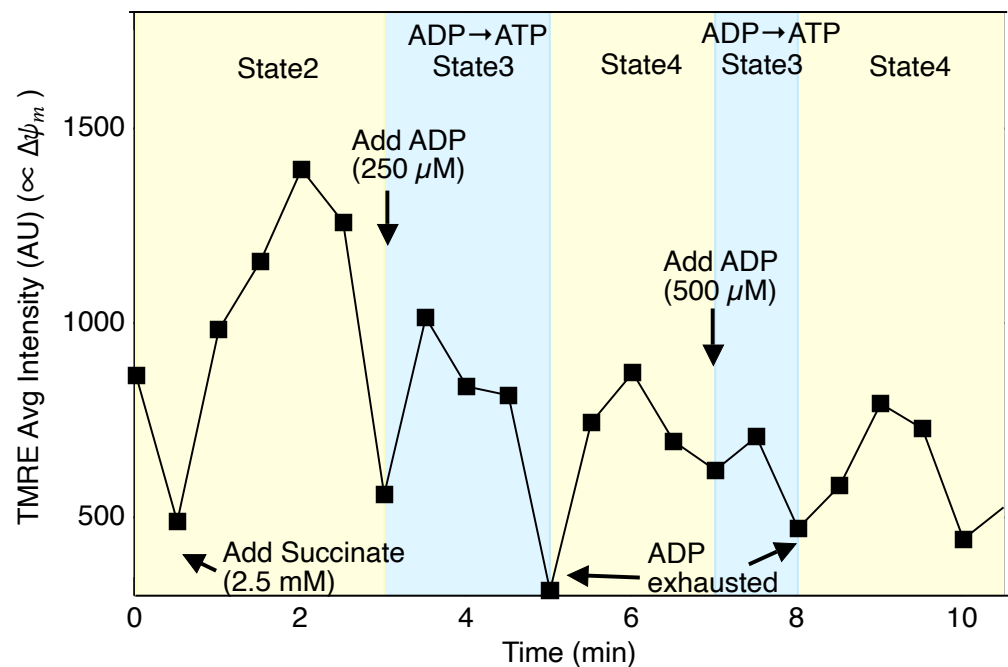 ADP→ATP
ADP→ATP
State2
State3
State4
State3
State4
1500
1000
500
TMRE Avg Intensity (AU) (∝ Δψm)
Add ADP
(250 µM)
Add ADP
(500 µM)
Add Succinate
(2.5 mM)
ADP
exhausted
0
2
4
6
8
10
Time (min)